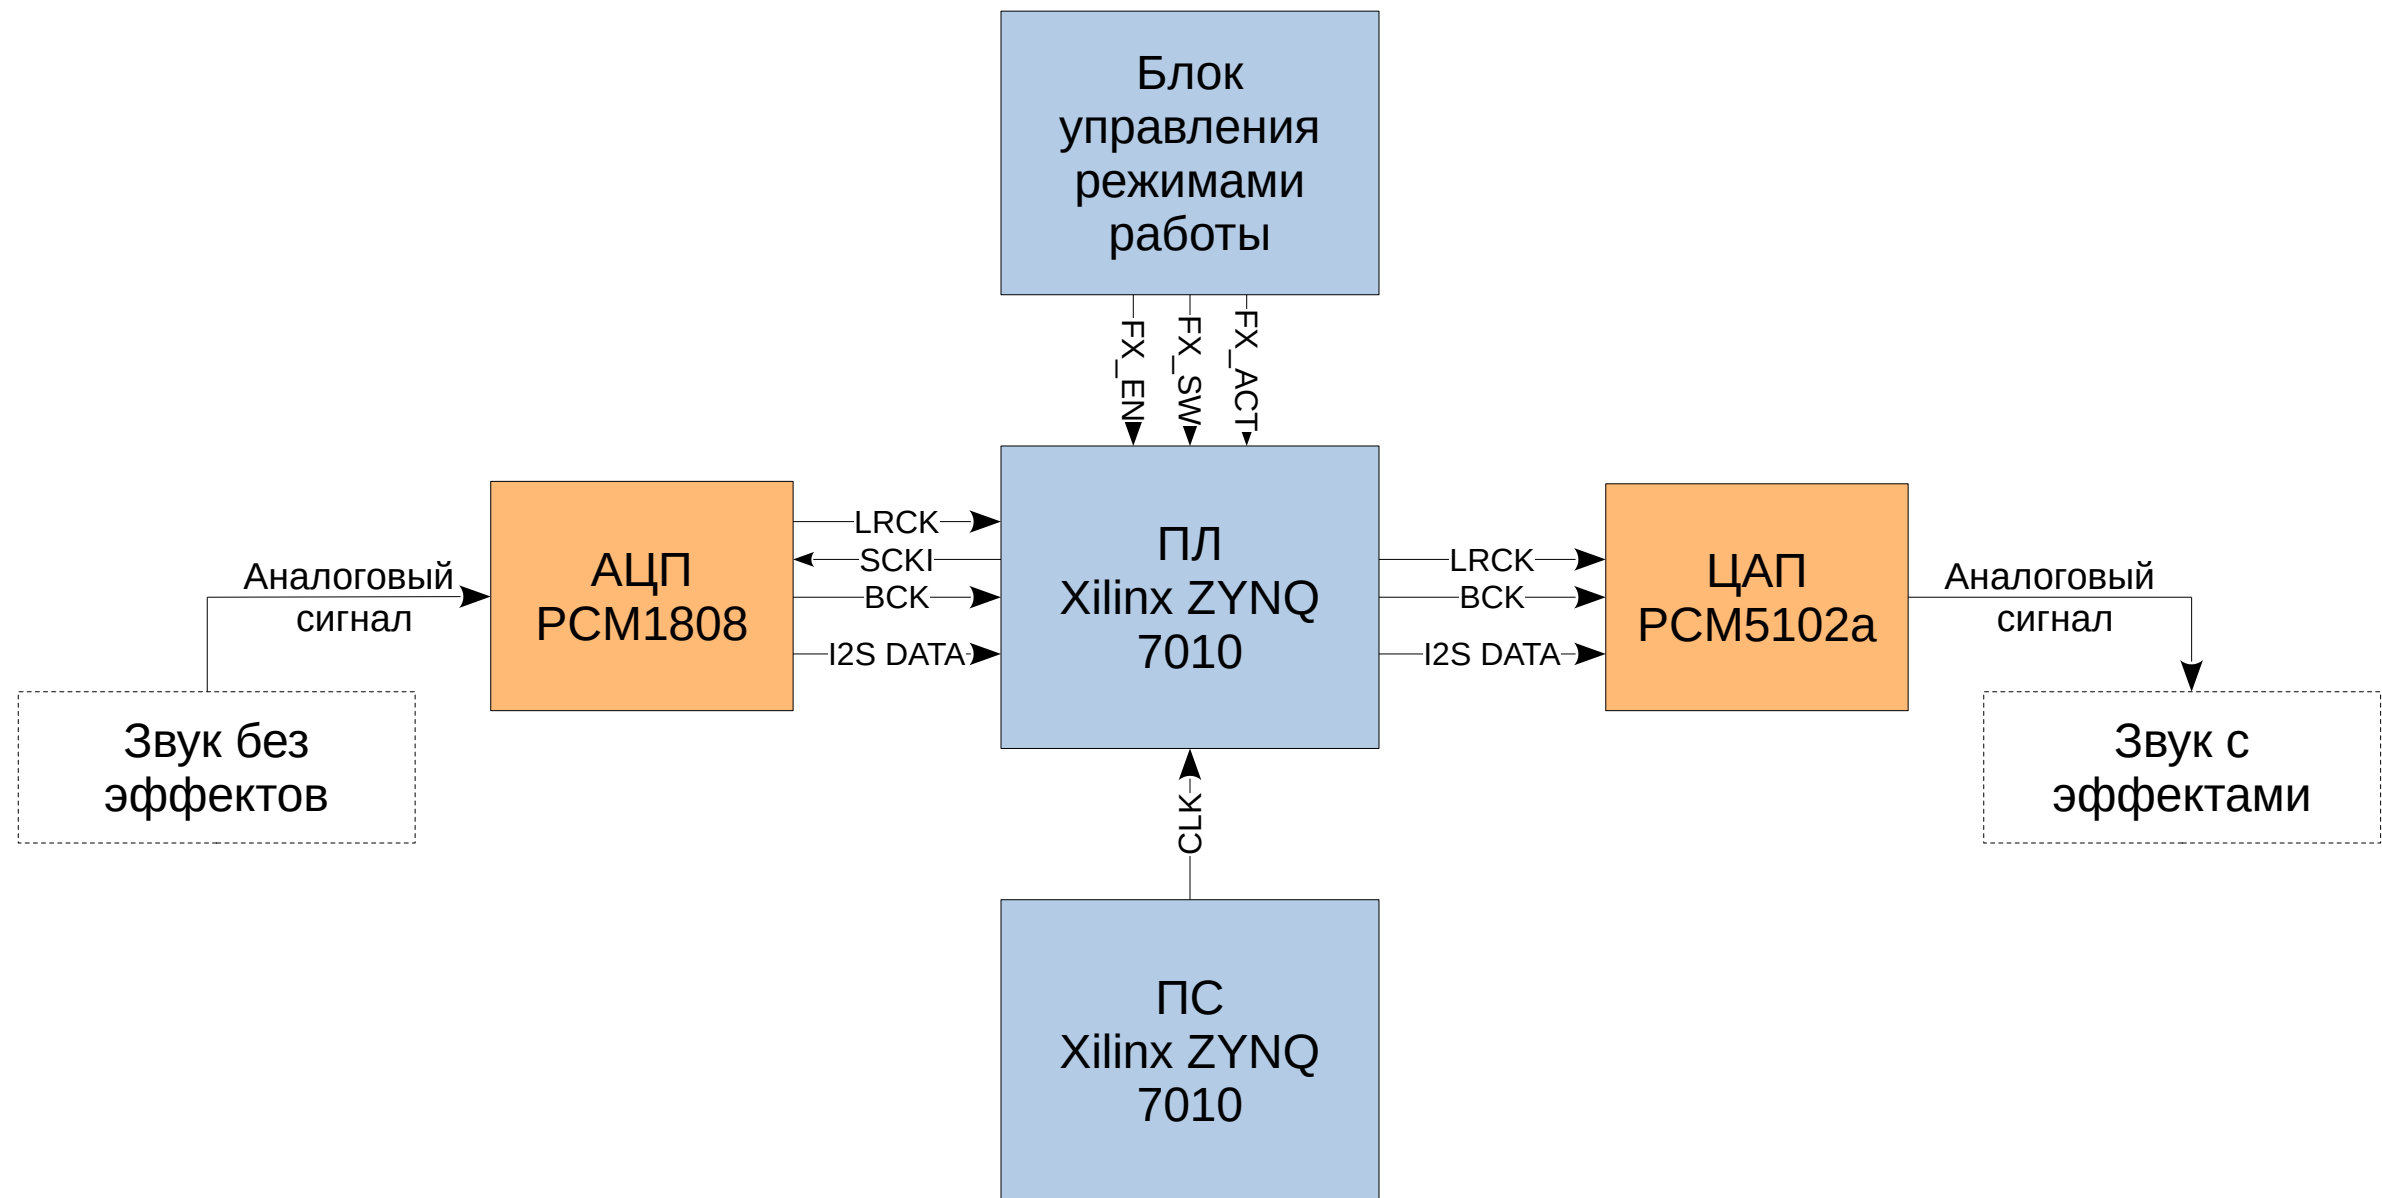 Блок
управления
режимами
работы
FX_EN
FX_SW
FX_ACT
Аналоговый
сигнал
Звук без
эффектов
АЦП
PCM1808
LRCK
SCKI
BCK
I2S DATA
ПЛ
Xilinx ZYNQ
7010
LRCK
BCK
I2S DATA
ЦАП
PCM5102a
Аналоговый
сигнал
Звук с
эффектами
CLK
ПС
Xilinx ZYNQ
7010